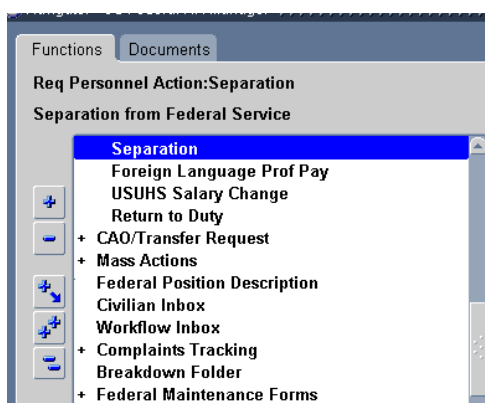 Functions Documents
Req Personnel Action:Separation
Separation from Federal Service
Separation
Foreign Language Prof Pay
USUHS Salary Change
Return to Duty
+ CAO/Transfer Request
+ Mass Actions
Federal Position Description
Civilian Inbox
Workflow Inbox
+ Complaints Tracking
Breakdown Folder
+ Federal Maintenance Forms